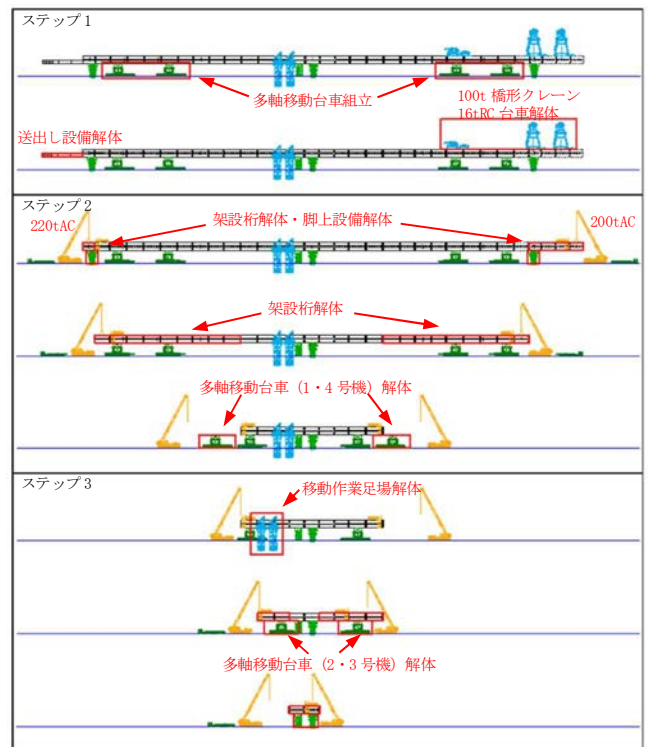 ステップ1
多軸移動台車組立
100t 橋形クレーン
16tRC 台車解体
送出し設備解体
ステップ2
220tAC
架設桁解体・脚上設備解体
200tAC
架設桁解体
多軸移動台車（1・4 号機）解体
ステップ3
移動作業足場解体
多軸移動台車（2・3 号機）解体